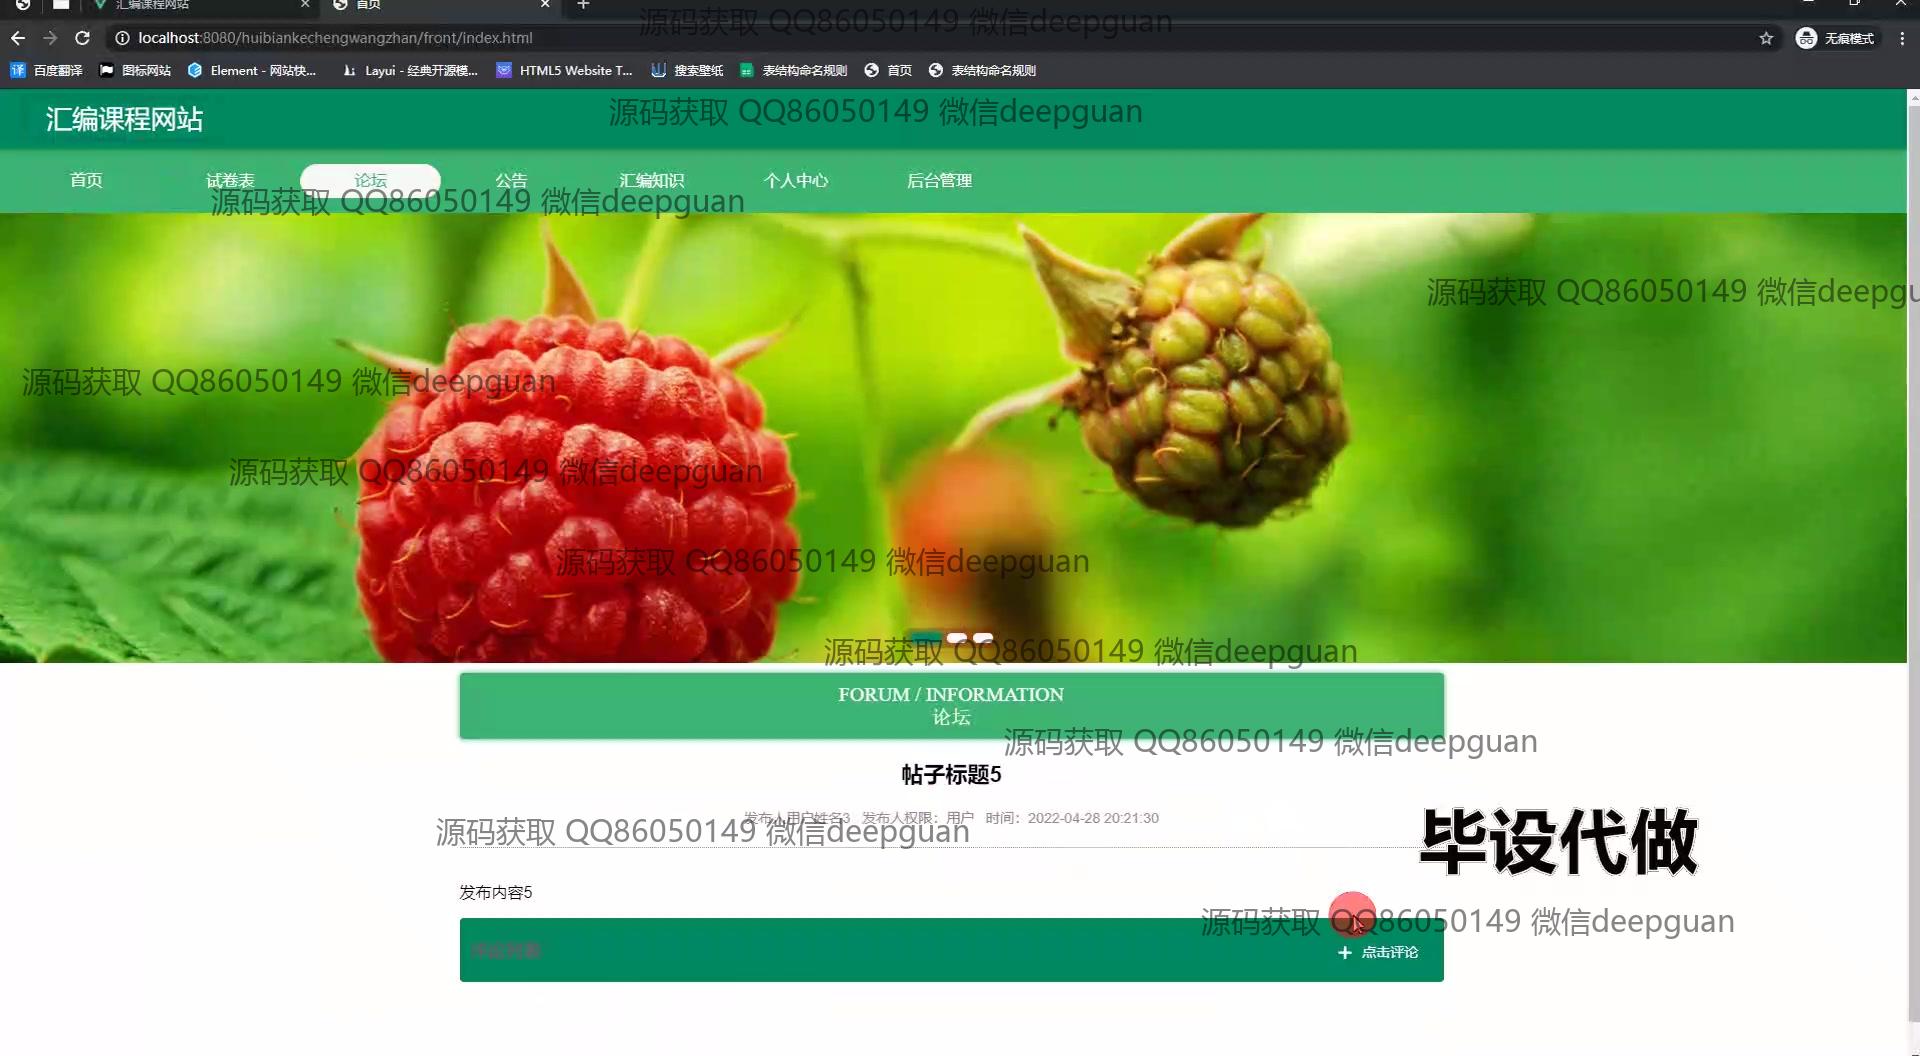 汇编课程网站
首页
源码获取 QQ86050149 微信deepguan
localhost:8080/huibiankechengwangzhan/front/index.html
无痕模式
百度翻译
图标网站
Element - 网站快...
Layui - 经典开源模...
HTML5 Website T...
搜索壁纸
表结构命名规则
首页
表结构命名规则
汇编课程网站
源码获取 QQ86050149 微信deepguan
首页
试卷表
论坛
公告
汇编知识
个人中心
后台管理
源码获取 QQ86050149 微信deepguan
源码获取 QQ86050149 微信deepgu
源码获取 QQ86050149 微信deepguan
源码获取 QQ86050149 微信deepguan
源码获取 QQ86050149 微信deepguan
源码获取 QQ86050149 微信deepguan
FORUM / INFORMATION
论坛
源码获取 QQ86050149 微信deepguan
帖子标题5
发布人用户姓名3 发布人权限：用户 时间：2022-04-28 20:21:30
源码获取 QQ86050149 微信deepguan
毕设代做
发布内容5
源码获取 QQ86050149 微信deepguan
点击评论